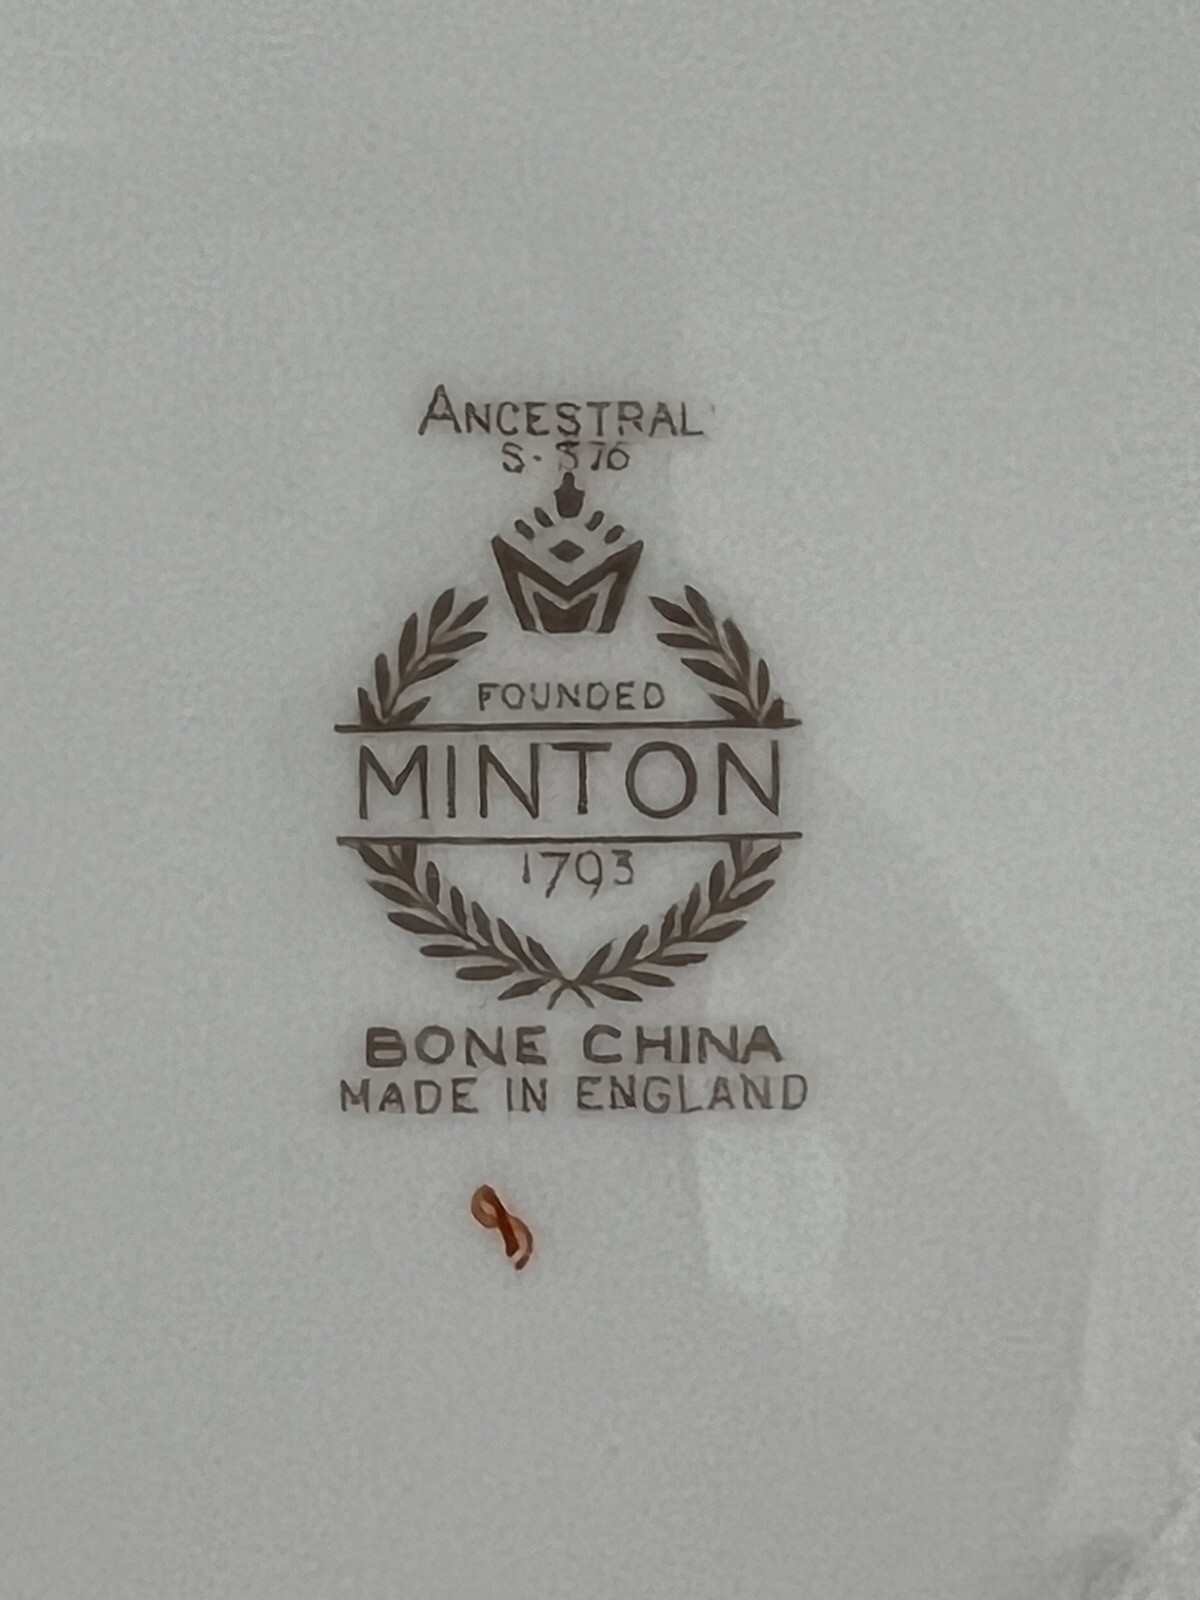 ANCESTRAL
S-376
FOUNDED
MINTON
1793
BONE CHINA
MADE IN ENGLAND